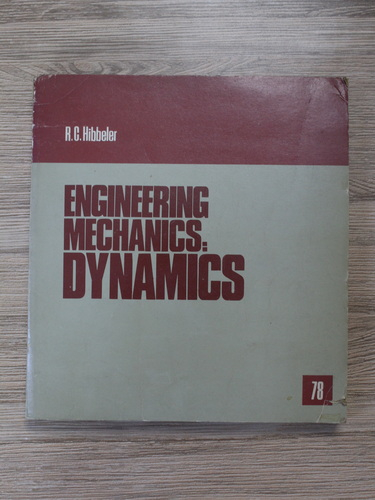 R.C.Hibbeler
ENGINEERING
MECHANICS:
DYNAMICS
78